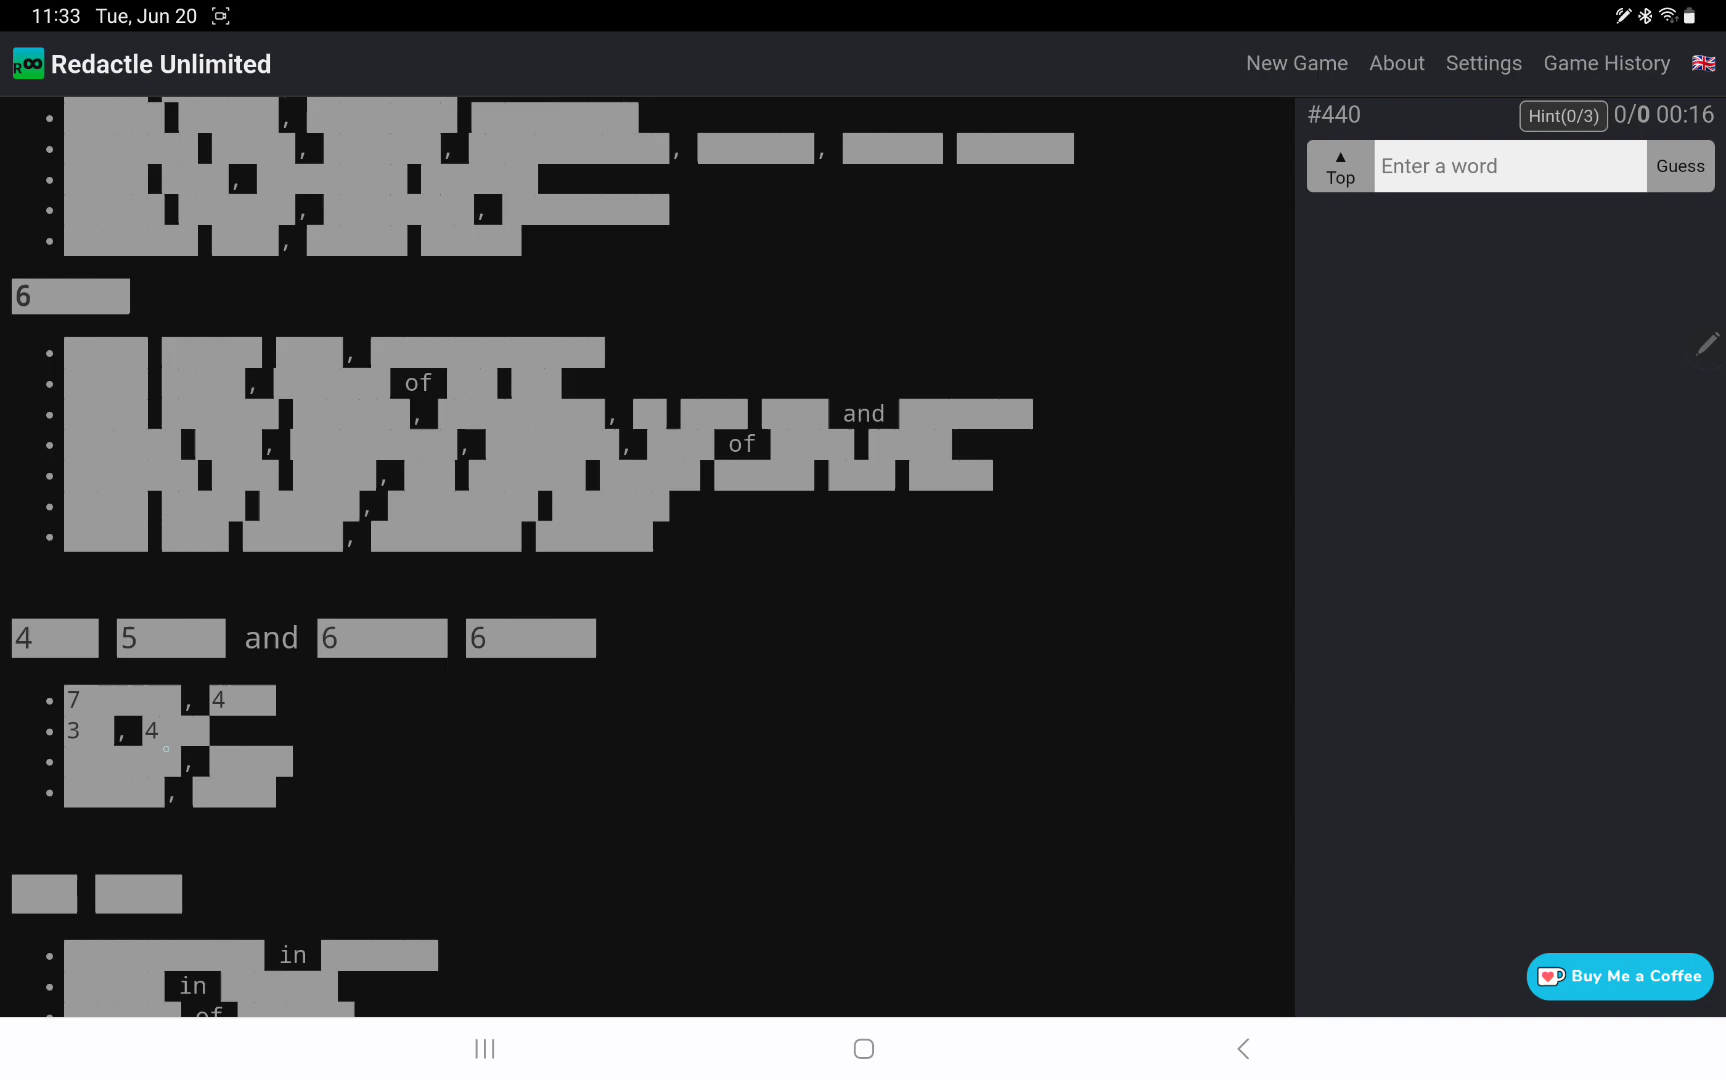 11:33 Tue, Jun 20
R∞ Redactle Unlimited
New Game About Settings Game History
#440 Hint(0/3) 0/0 00:16
▲ Top Enter a word Guess
, 
, , , , 
, 
, , 
, 
6
, 
, of
, , and
, , , of
, 
, 
, 
4 5 and 6 6
7 , 4
3 , 4
, 
, 
in
in
of
Buy Me a Coffee